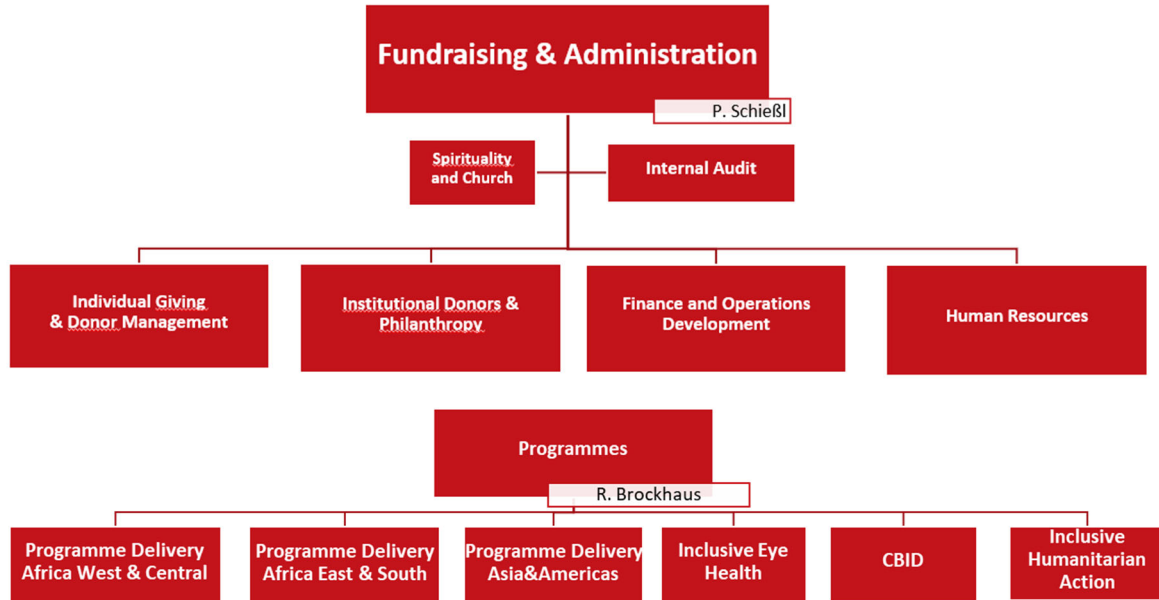 Fundraising & Administration
P. Schießl
Spirituality
and Church
Internal Audit
Individual Giving
& Donor Management
Institutional Donors &
Philanthropy
Finance and Operations
Development
Human Resources
Programmes
R. Brockhaus
Programme Delivery
Africa West & Central
Programme Delivery
Africa East & South
Programme Delivery
Asia&Americas
Inclusive Eye
Health
CBID
Inclusive
Humanitarian
Action